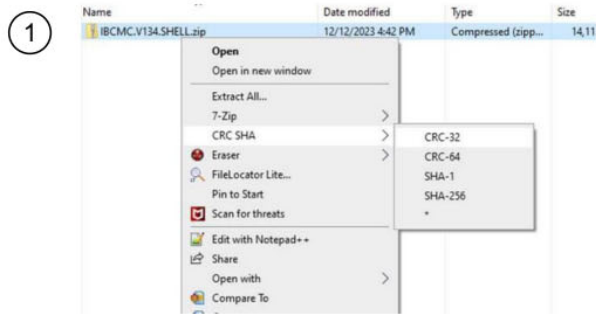 1
Name Date modified Type Size
IBCMC.V134.SHELL.zip 12/12/2023 4:42 PM Compressed (zipp... 14,11
Open
Open in new window
Extract All...
7-Zip
CRC SHA
CRC-32
Eraser
CRC-64
FileLocator Lite...
SHA-1
Pin to Start
SHA-256
Scan for threats
*
Edit with Notepad++
Share
Open with
Compare To